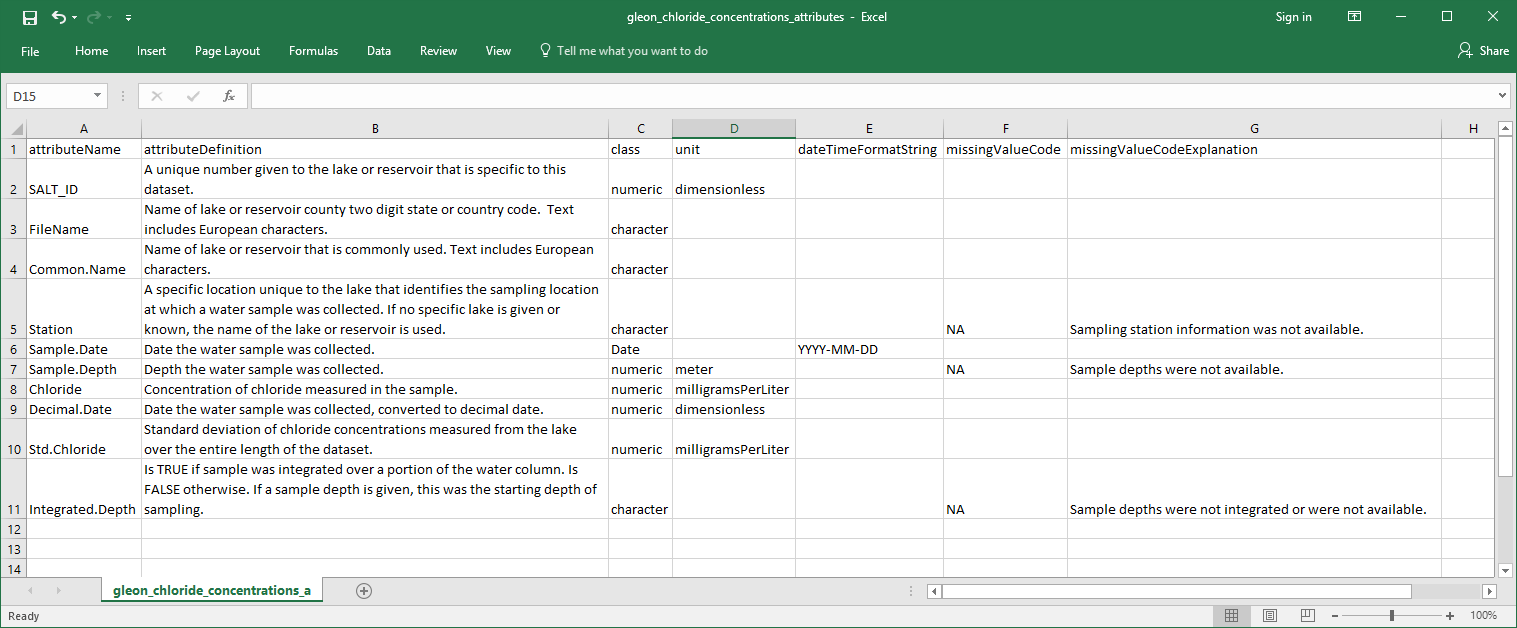 gleon_chloride_concentrations_attributes - Excel
Sign in
File
Home
Insert
Page Layout
Formulas
Data
Review
View
Tell me what you want to do
Share
D15
fx
A B C D E F G H
1 attributeName attributeDefinition class unit dateTimeFormatString missingValueCode missingValueCodeExplanation
A unique number given to the lake or reservoir that is specific to this
2 SALT_ID dataset. numeric dimensionless
Name of lake or reservoir county two digit state or country code.  Text
3 FileName includes European characters. character
Name of lake or reservoir that is commonly used. Text includes European
4 Common.Name characters. character
A specific location unique to the lake that identifies the sampling location
at which a water sample was collected. If no specific lake is given or
5 Station known, the name of the lake or reservoir is used. character NA Sampling station information was not available.
6 Sample.Date Date the water sample was collected. Date YYYY-MM-DD
7 Sample.Depth Depth the water sample was collected. numeric meter NA Sample depths were not available.
8 Chloride Concentration of chloride measured in the sample. numeric milligramsPerLiter
9 Decimal.Date Date the water sample was collected, converted to decimal date. numeric dimensionless
Standard deviation of chloride concentrations measured from the lake
10 Std.Chloride over the entire length of the dataset. numeric milligramsPerLiter
Is TRUE if sample was integrated over a portion of the water column. Is
FALSE otherwise. If a sample depth is given, this was the starting depth of
11 Integrated.Depth sampling. character NA Sample depths were not integrated or were not available.
12
13
14
gleon_chloride_concentrations_a
Ready
100%